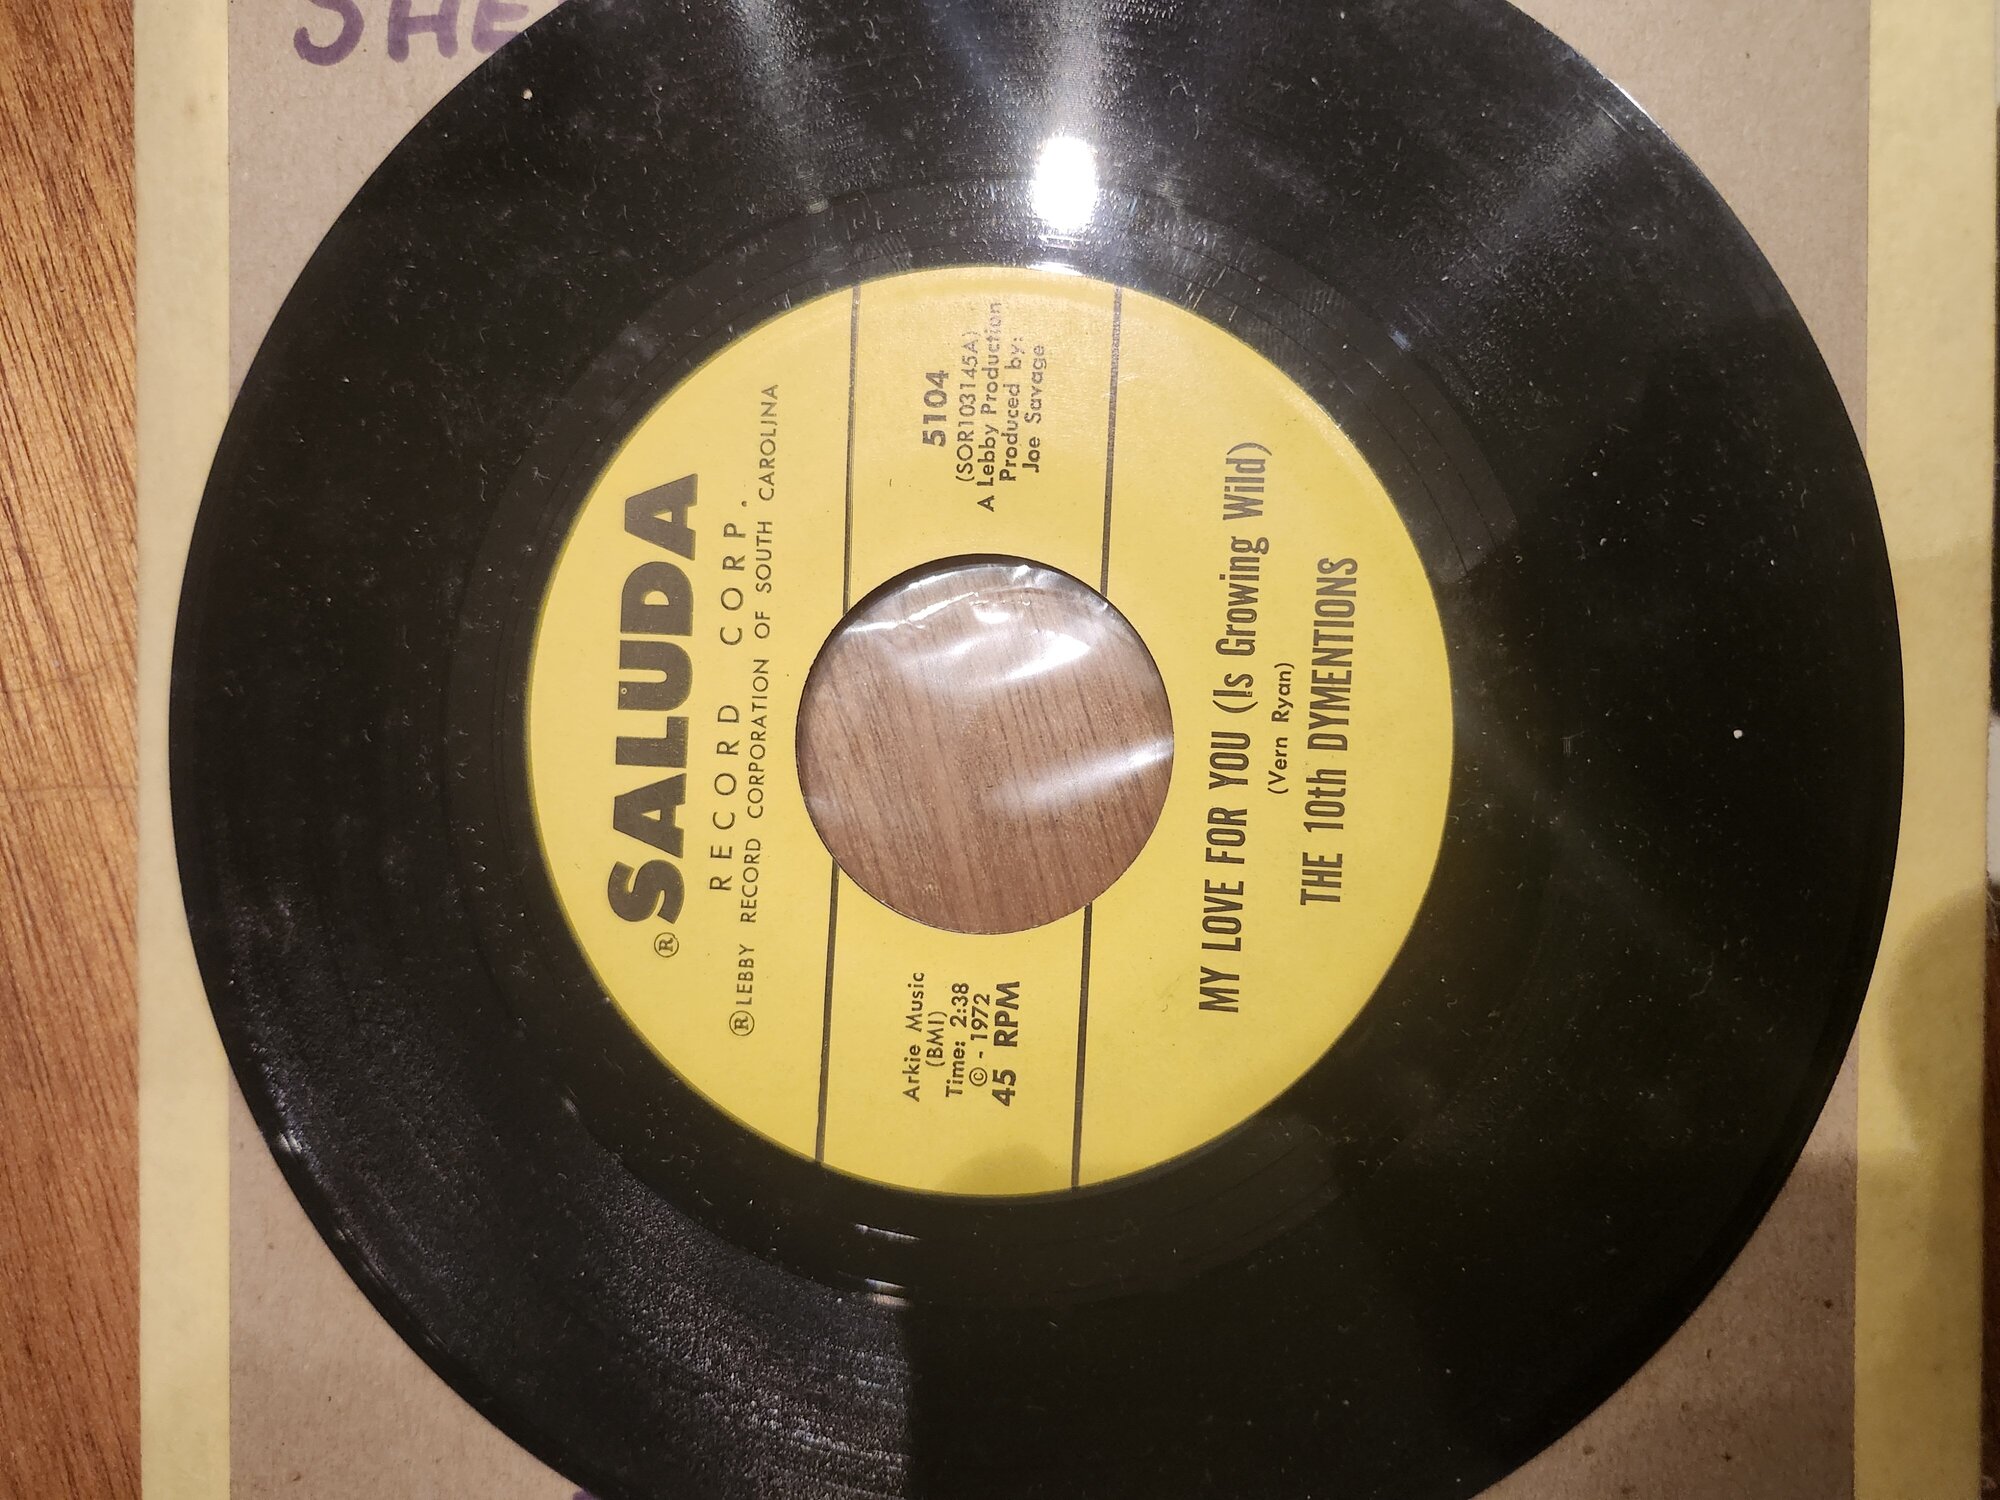 SHE
® SALUDA
RECORD CORP.
® LEBBY RECORD CORPORATION OF SOUTH CAROLINA
Arkie Music
(BMI)
Time: 2:38
© - 1972
45 RPM
5104
(SOR103145A)
A Lebby Production
Produced by:
Joe Savage
MY LOVE FOR YOU (Is Growing Wild)
(Vern Ryan)
THE 10th DYMENTIONS